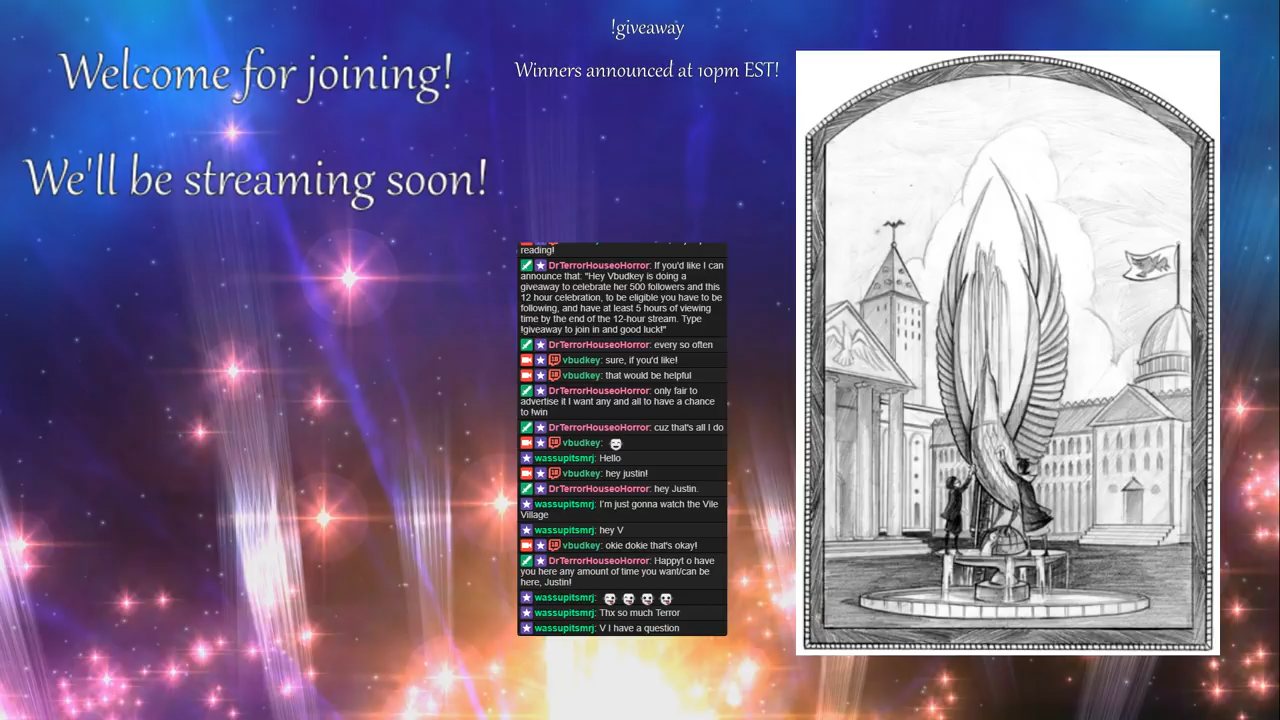 Welcome for joining!
We'll be streaming soon!
!giveaway
Winners announced at 10pm EST!
reading!
DrTerrorHouseoHorror: If you'd like I can
announce that: "Hey Vbudkey is doing a
giveaway to celebrate her 500 followers and this
12 hour celebration, to be eligible you have to be
following, and have at least 5 hours of viewing
time by the end of the 12-hour stream. Type
!giveaway to join in and good luck!"
DrTerrorHouseoHorror: every so often
vbudkey: sure, if you'd like!
vbudkey: that would be helpful
DrTerrorHouseoHorror: only fair to
advertise it I want any and all to have a chance
to !win
DrTerrorHouseoHorror: cuz that's all I do
vbudkey:
wassupitsmrj: Hello
vbudkey: hey justin!
DrTerrorHouseoHorror: hey Justin.
wassupitsmrj: I'm just gonna watch the Vile
Village
wassupitsmrj: hey V
vbudkey: okie dokie that's okay!
DrTerrorHouseoHorror: Happyt o have
you here any amount of time you want/can be
here, Justin!
wassupitsmrj:
wassupitsmrj: Thx so much Terror
wassupitsmrj: V I have a question